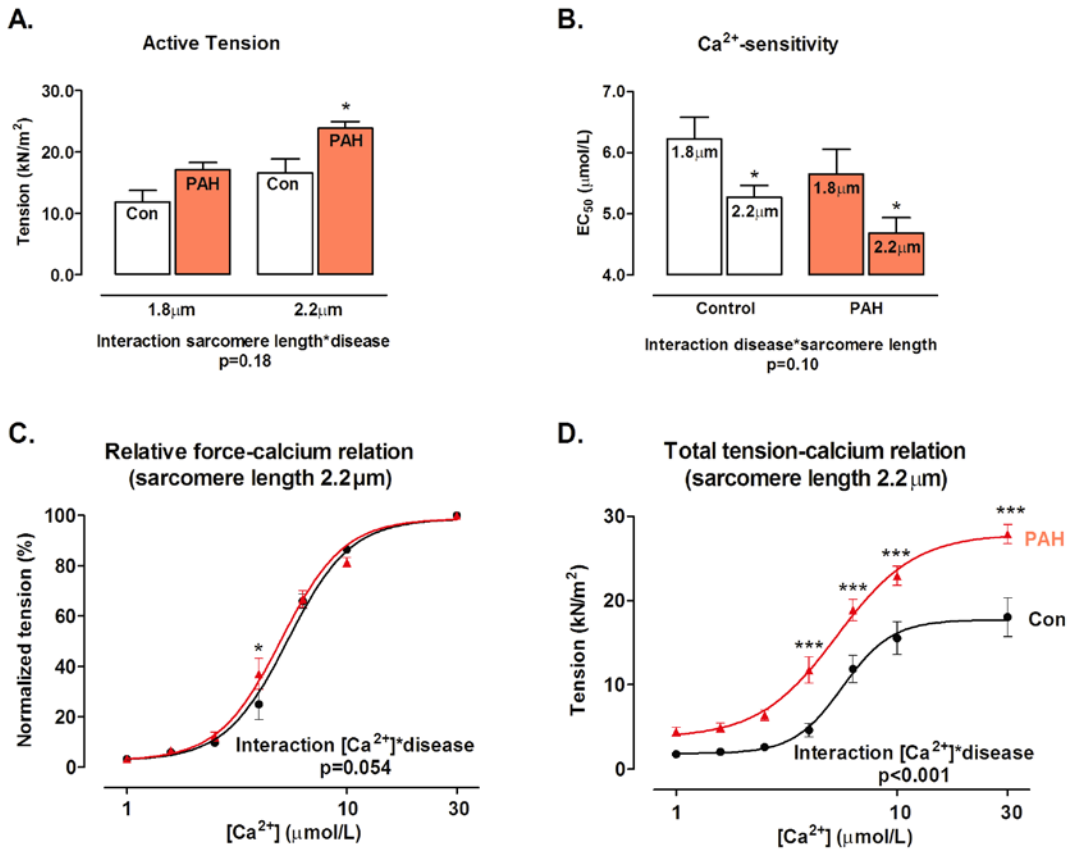 A.
Active Tension
Tension (kN/m²)
30.0
20.0
10.0
0.0
Con
PAH
Con
PAH
*
1.8μm
2.2μm
Interaction sarcomere length*disease
p=0.18
B.
Ca²⁺-sensitivity
EC₅₀ (μmol/L)
7.0
6.0
5.0
4.0
1.8μm
*
2.2μm
1.8μm
*
2.2μm
Control
PAH
Interaction disease*sarcomere length
p=0.10
C.
Relative force-calcium relation
(sarcomere length 2.2μm)
Normalized tension (%)
100
80
60
40
20
0
*
Interaction [Ca²⁺]*disease
p=0.054
1
10
30
[Ca²⁺] (μmol/L)
D.
Total tension-calcium relation
(sarcomere length 2.2μm)
Tension (kN/m²)
30
20
10
0
***
***
***
***
PAH
Con
Interaction [Ca²⁺]*disease
p<0.001
1
10
30
[Ca²⁺] (μmol/L)